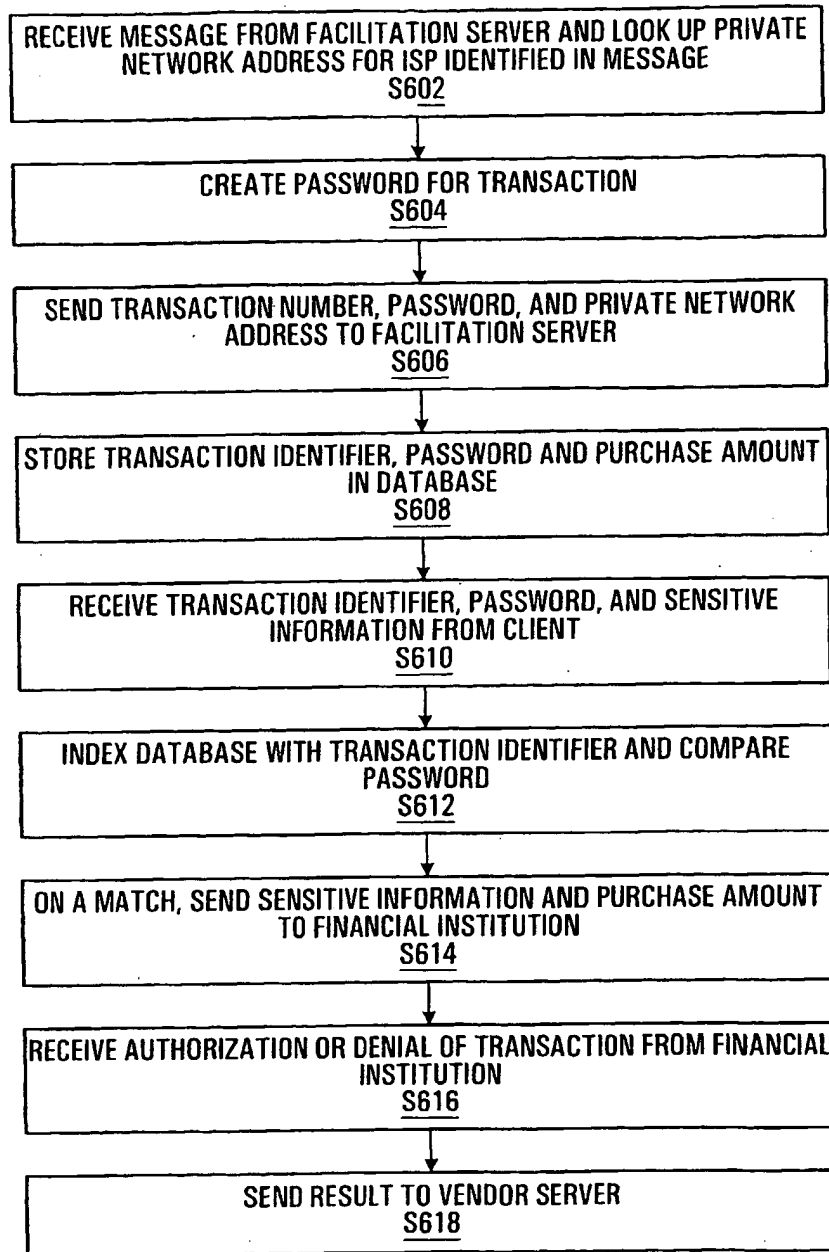 RECEIVE MESSAGE FROM FACILITATION SERVER AND LOOK UP PRIVATE
NETWORK ADDRESS FOR ISP IDENTIFIED IN MESSAGE
S602
CREATE PASSWORD FOR TRANSACTION
S604
SEND TRANSACTION NUMBER, PASSWORD, AND PRIVATE NETWORK
ADDRESS TO FACILITATION SERVER
S606
STORE TRANSACTION IDENTIFIER, PASSWORD AND PURCHASE AMOUNT
IN DATABASE
S608
RECEIVE TRANSACTION IDENTIFIER, PASSWORD, AND SENSITIVE
INFORMATION FROM CLIENT
S610
INDEX DATABASE WITH TRANSACTION IDENTIFIER AND COMPARE
PASSWORD
S612
ON A MATCH, SEND SENSITIVE INFORMATION AND PURCHASE AMOUNT
TO FINANCIAL INSTITUTION
S614
RECEIVE AUTHORIZATION OR DENIAL OF TRANSACTION FROM FINANCIAL
INSTITUTION
S616
SEND RESULT TO VENDOR SERVER
S618